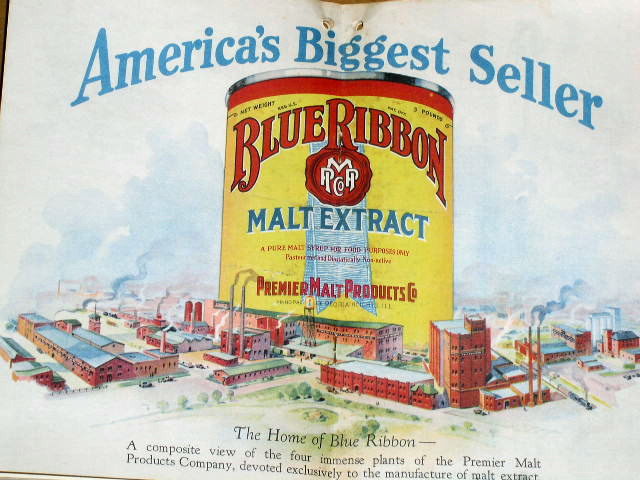 America's Biggest Seller
NET WEIGHT
3 POUNDS
BLUE RIBBON
P M P Co
MALT EXTRACT
A PURE MALT SYRUP FOR FOOD PURPOSES ONLY
PREMIER MALT PRODUCTS Co
The Home of Blue Ribbon—
A composite view of the four immense plants of the Premier Malt
Products Company, devoted exclusively to the manufacture of malt extract